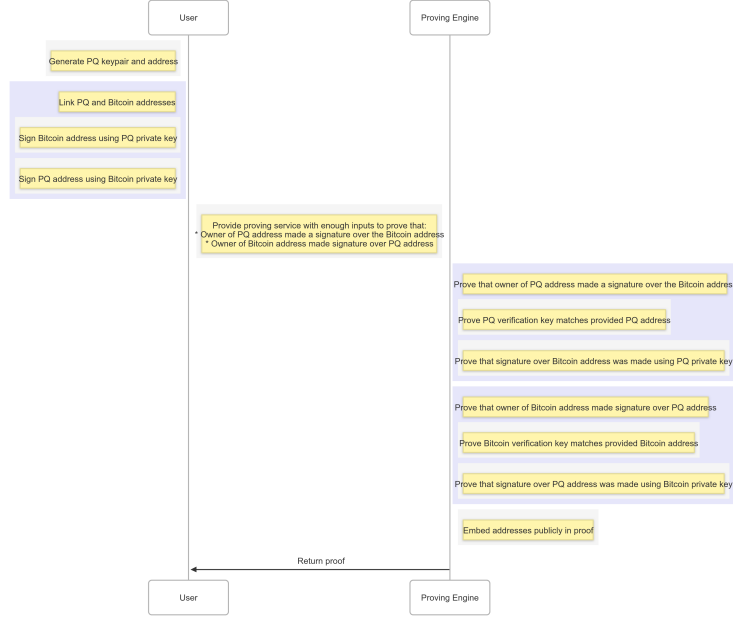 User
Proving Engine
Generate PQ keypair and address
Link PQ and Bitcoin addresses
Sign Bitcoin address using PQ private key
Sign PQ address using Bitcoin private key
Provide proving service with enough inputs to prove that:
* Owner of PQ address made a signature over the Bitcoin address
* Owner of Bitcoin address made signature over PQ address
Prove that owner of PQ address made a signature over the Bitcoin addres
Prove PQ verification key matches provided PQ address
Prove that signature over Bitcoin address was made using PQ private key
Prove that owner of Bitcoin address made signature over PQ address
Prove Bitcoin verification key matches provided Bitcoin address
Prove that signature over PQ address was made using Bitcoin private key
Embed addresses publicly in proof
Return proof
User
Proving Engine